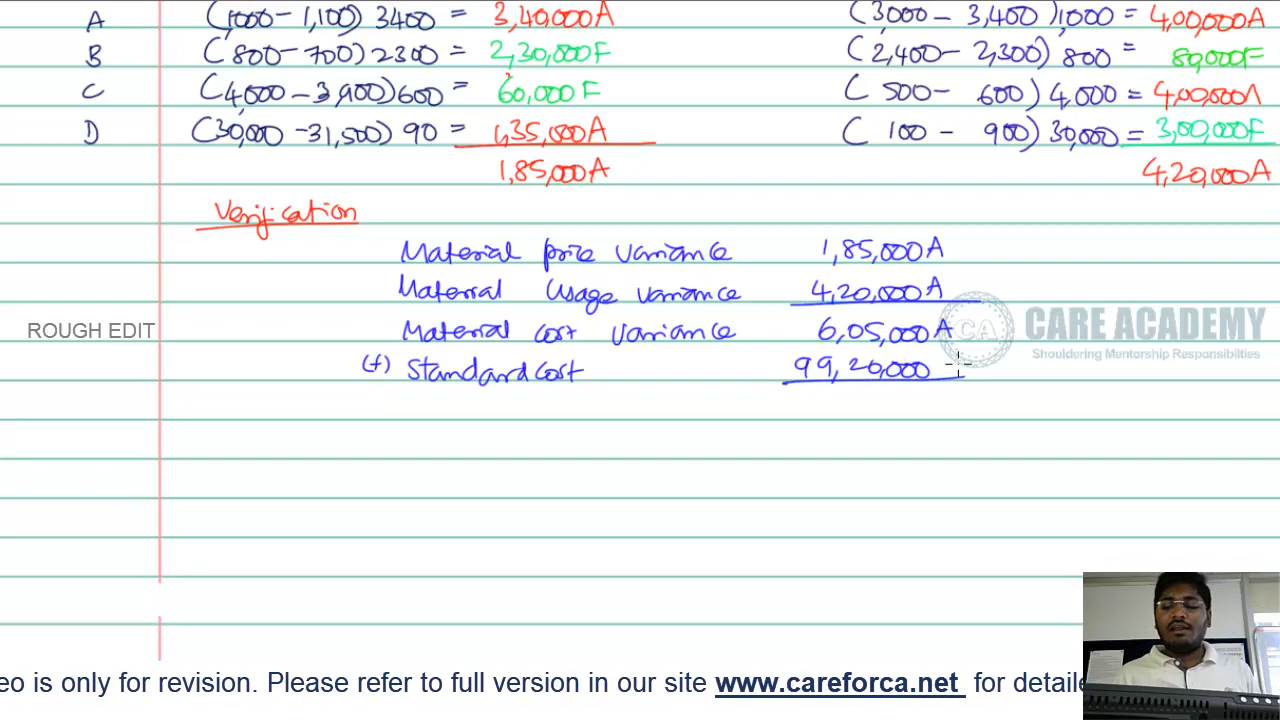 A (1000 - 1,100) 3400 = 3,40,000A (3000 - 3,400) 1000 = 4,00,000A
B (800 - 700) 2300 = 2,30,000F (2,400 - 2,300) 800 = 80,000F
C (4,000 - 3,900) 600 = 60,000F (500 - 600) 4,000 = 4,00,000A
D (30,000 - 31,500) 90 = 1,35,000A (100 - 900) 30,000 = 3,00,000F
1,85,000A 4,20,000A
Verification
Material price variance 1,85,000A
Material usage variance 4,20,000A
Material cost variance 6,05,000A
(+) Standard cost 99,20,000
ROUGH EDIT
CA CARE ACADEMY
Shouldering Mentorship Responsibilities
eo is only for revision. Please refer to full version in our site www.careforca.net for detaile